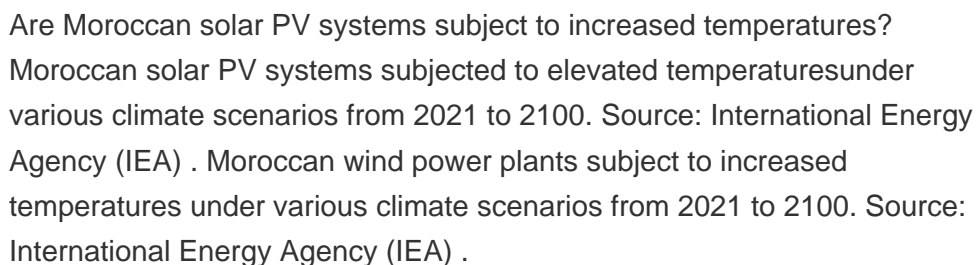 Are Moroccan solar PV systems subject to increased temperatures?
Moroccan solar PV systems subjected to elevated temperaturesunder
various climate scenarios from 2021 to 2100. Source: International Energy
Agency (IEA) . Moroccan wind power plants subject to increased
temperatures under various climate scenarios from 2021 to 2100. Source:
International Energy Agency (IEA) .